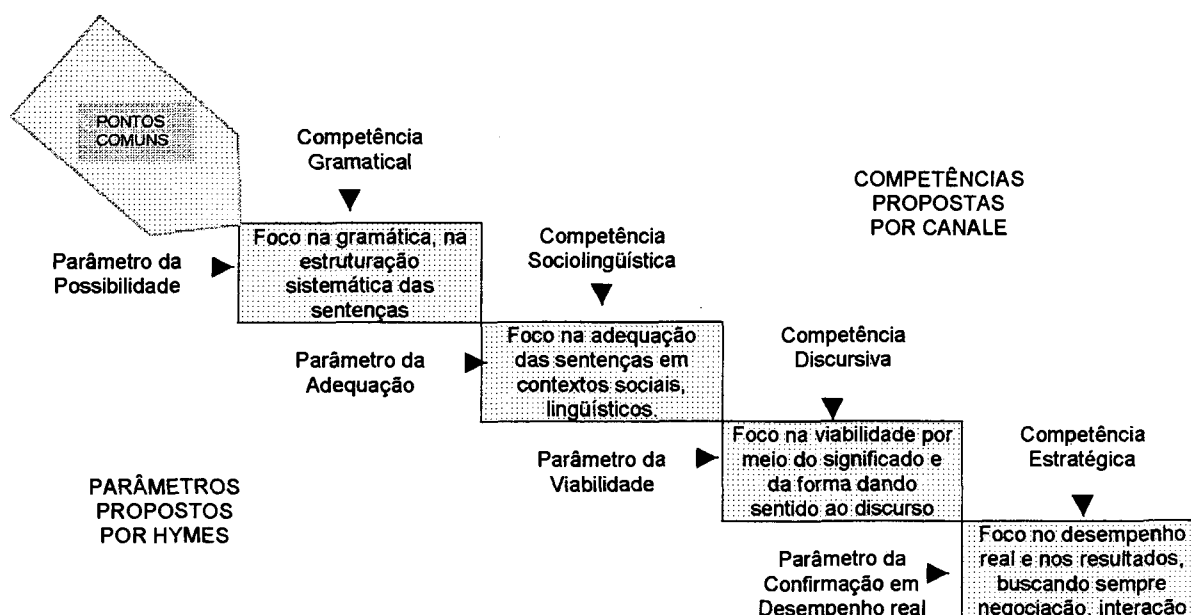 PONTOS
COMUNS
Competência
Gramatical
COMPETÊNCIAS
PROPOSTAS
POR CANALE
Parâmetro da
Possibilidade
Foco na gramática, na
estruturação
sistemática das
sentenças
Competência
Sociolingüística
Parâmetro da
Adequação
Foco na adequação
das sentenças em
contextos sociais,
lingüísticos.
Competência
Discursiva
Parâmetro da
Viabilidade
Foco na viabilidade por
meio do significado e
da forma dando
sentido ao discurso
Competência
Estratégica
PARÂMETROS
PROPOSTOS
POR HYMES
Parâmetro da
Confirmação em
Desempenho real
Foco no desempenho
real e nos resultados,
buscando sempre
negociação, interação